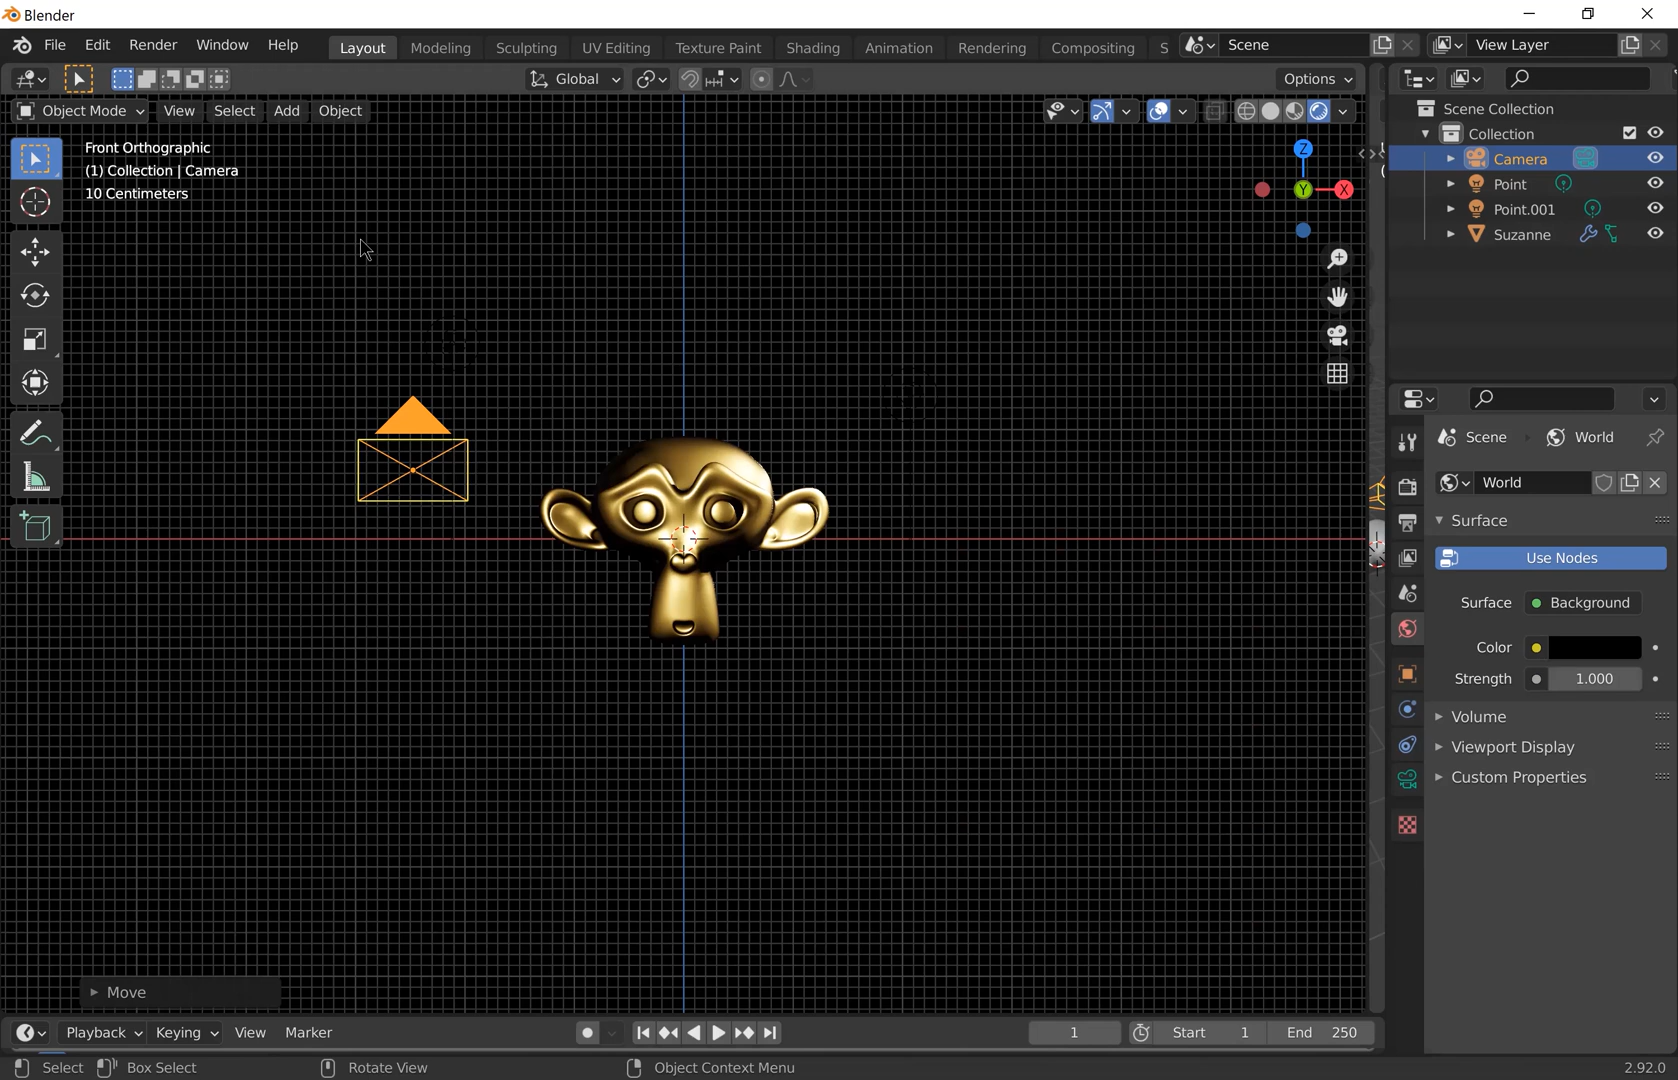 Blender
File Edit Render Window Help Layout Modeling Sculpting UV Editing Texture Paint Shading Animation Rendering Compositing S Scene View Layer
Global Options
Object Mode View Select Add Object
Scene Collection
Collection
Camera
Point
Point.001
Suzanne
Front Orthographic
(1) Collection | Camera
10 Centimeters
Z
Y X
Scene World
World
Surface
Use Nodes
Surface Background
Color
Strength 1.000
Volume
Viewport Display
Custom Properties
Move
Playback Keying View Marker 1 Start 1 End 250
Select Box Select Rotate View Object Context Menu 2.92.0